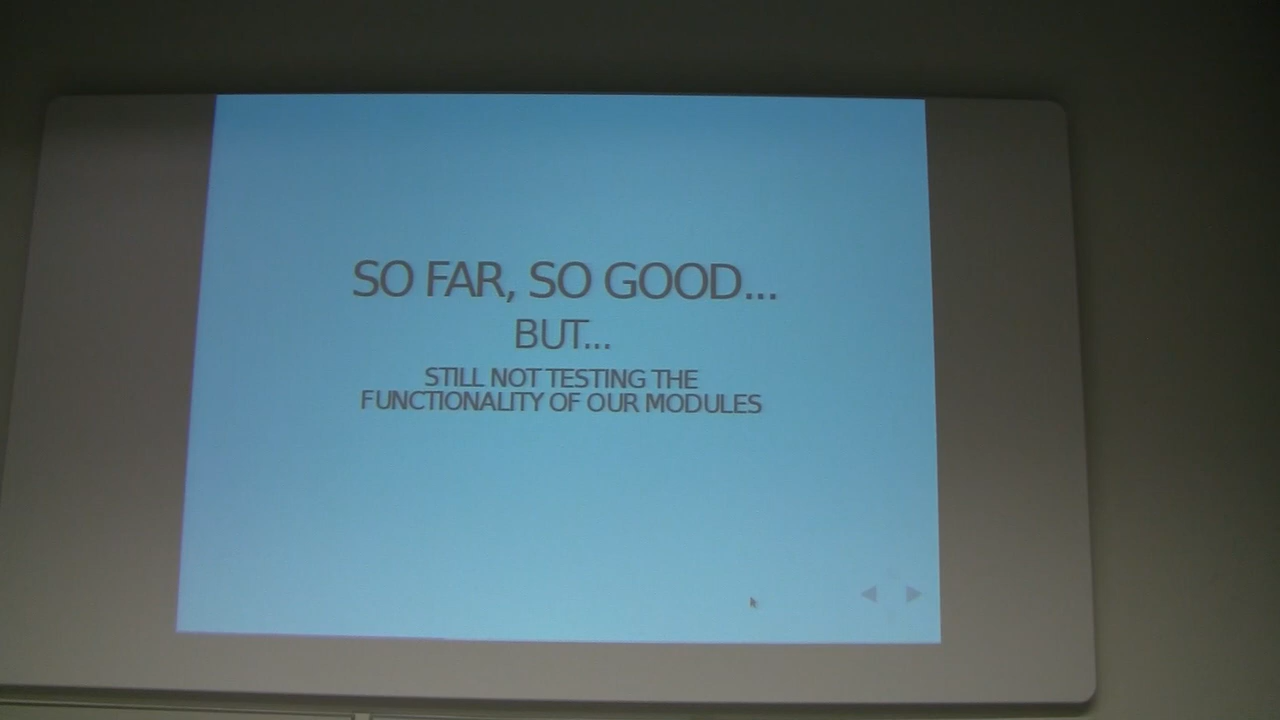 SO FAR, SO GOOD...
BUT...
STILL NOT TESTING THE
FUNCTIONALITY OF OUR MODULES